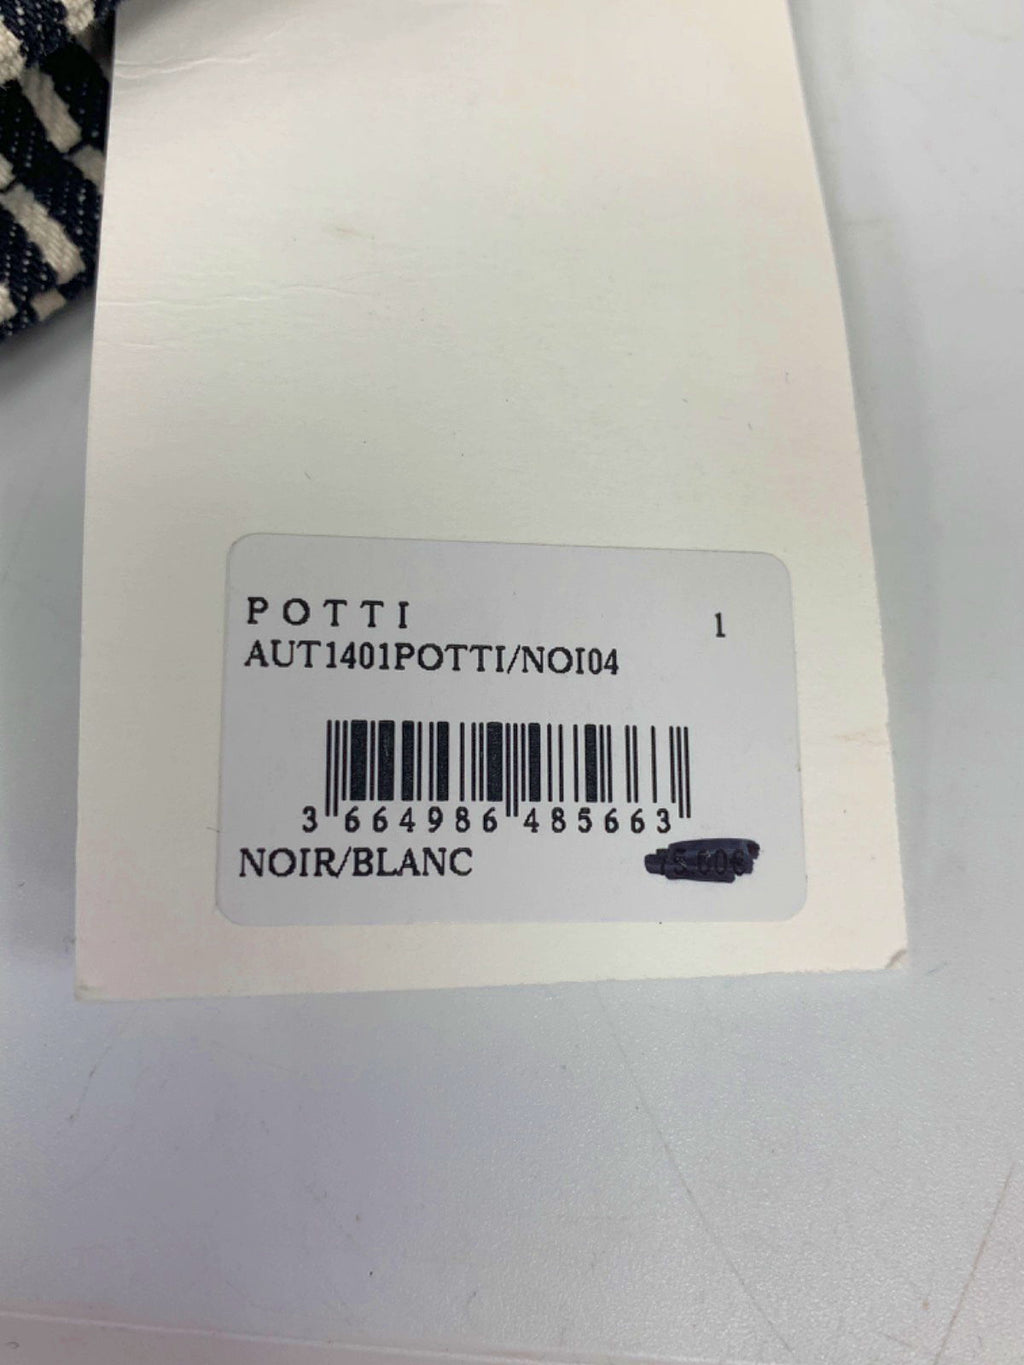 POTTI 1
AUT1401POTTI/NOI04
3 664986 485663
NOIR/BLANC